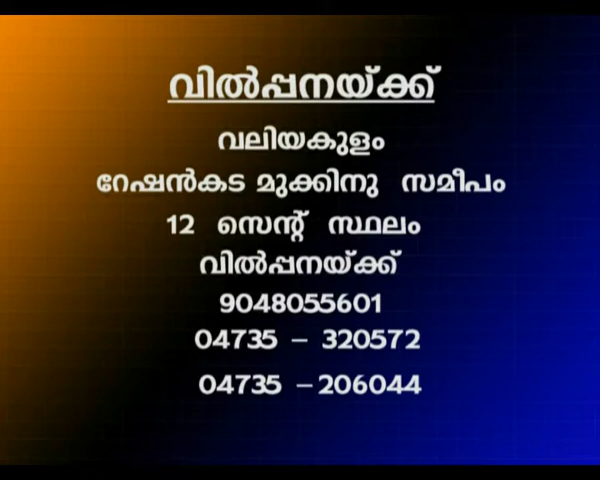 വിൽപ്പനയ്ക്ക്
വലിയകുളം
റേഷൻകട മുക്കിനു സമീപം
12 സെന്റ് സ്ഥലം
വിൽപ്പനയ്ക്ക്
9048055601
04735 – 320572
04735 – 206044